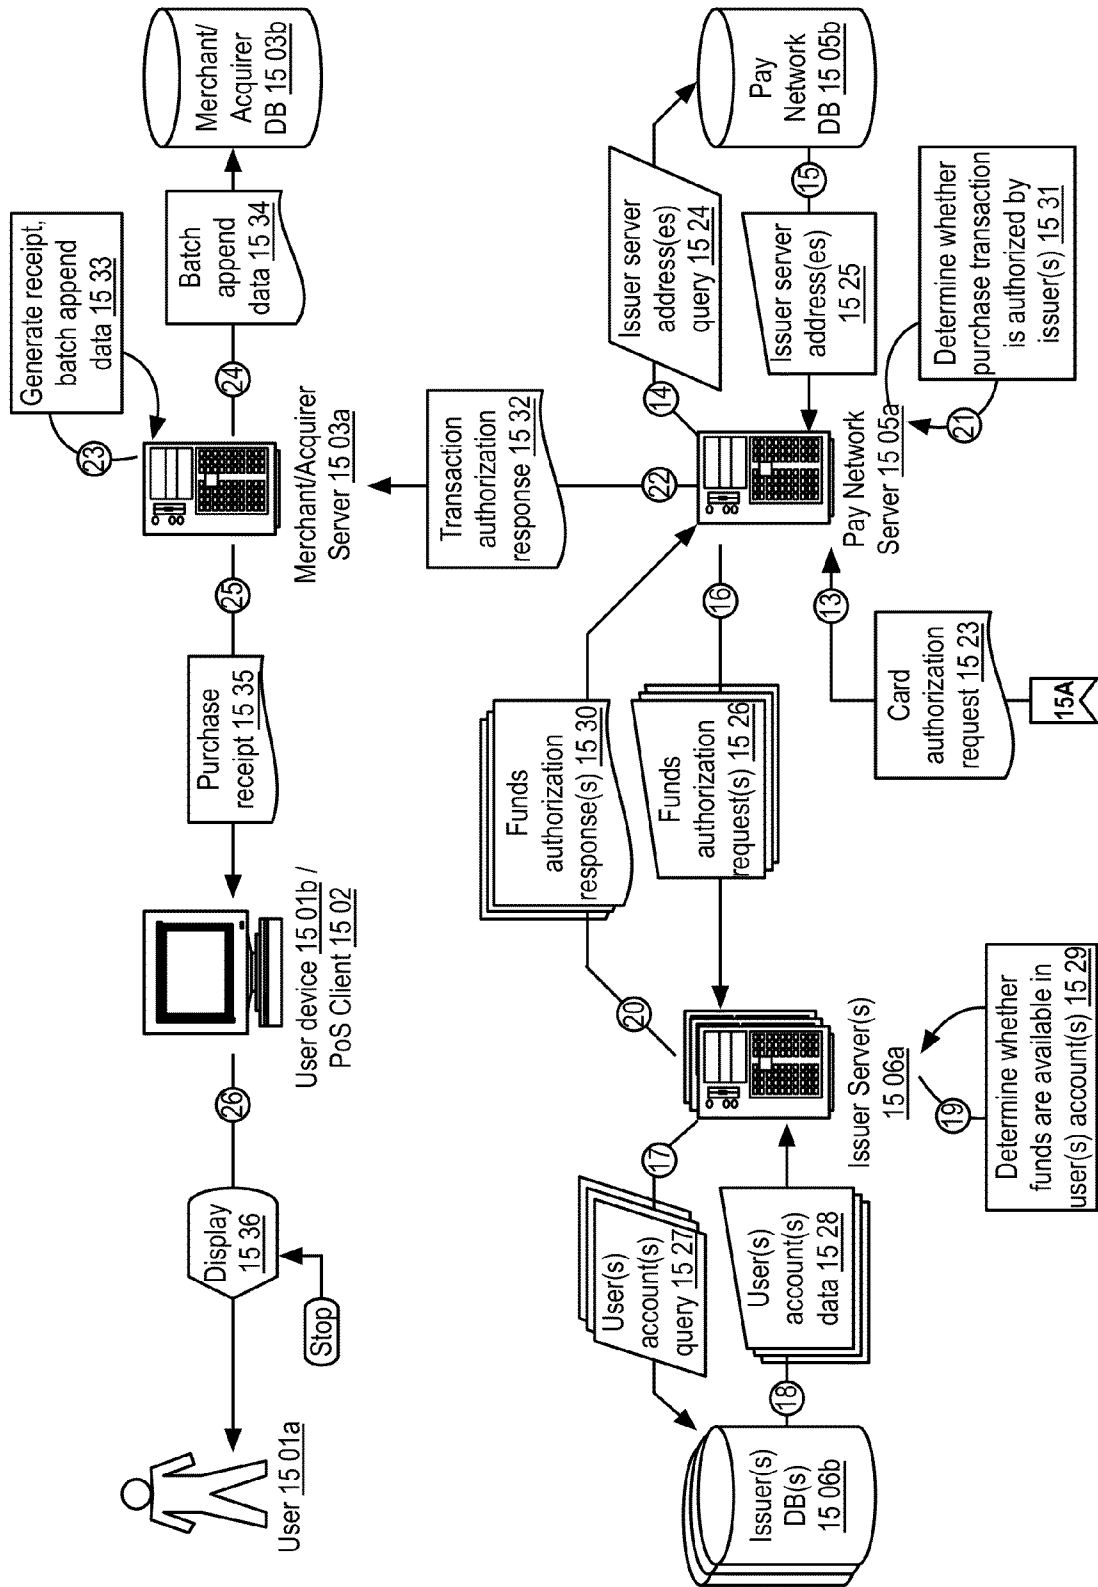 User 15 01a
Stop
Display
15 36
26
User device 15 01b /
PoS Client 15 02
Purchase
receipt 15 35
25
Merchant/Acquirer
Server 15 03a
23
Generate receipt,
batch append
data 15 33
24
Batch
append
data 15 34
Merchant/
Acquirer
DB 15 03b
Transaction
authorization
response 15 32
22
Issuer(s)
DB(s)
15 06b
User(s)
account(s)
query 15 27
17
18
User(s)
account(s)
data 15 28
Issuer Server(s)
15 06a
19
Determine whether
funds are available in
user(s) account(s) 15 29
20
Funds
authorization
response(s) 15 30
Funds
authorization
request(s) 15 26
16
Card
authorization
request 15 23
15A
13
Pay Network
Server 15 05a
14
Issuer server
address(es)
query 15 24
Issuer server
address(es)
15 25
15
Pay
Network
DB 15 05b
21
Determine whether
purchase transaction
is authorized by
issuer(s) 15 31